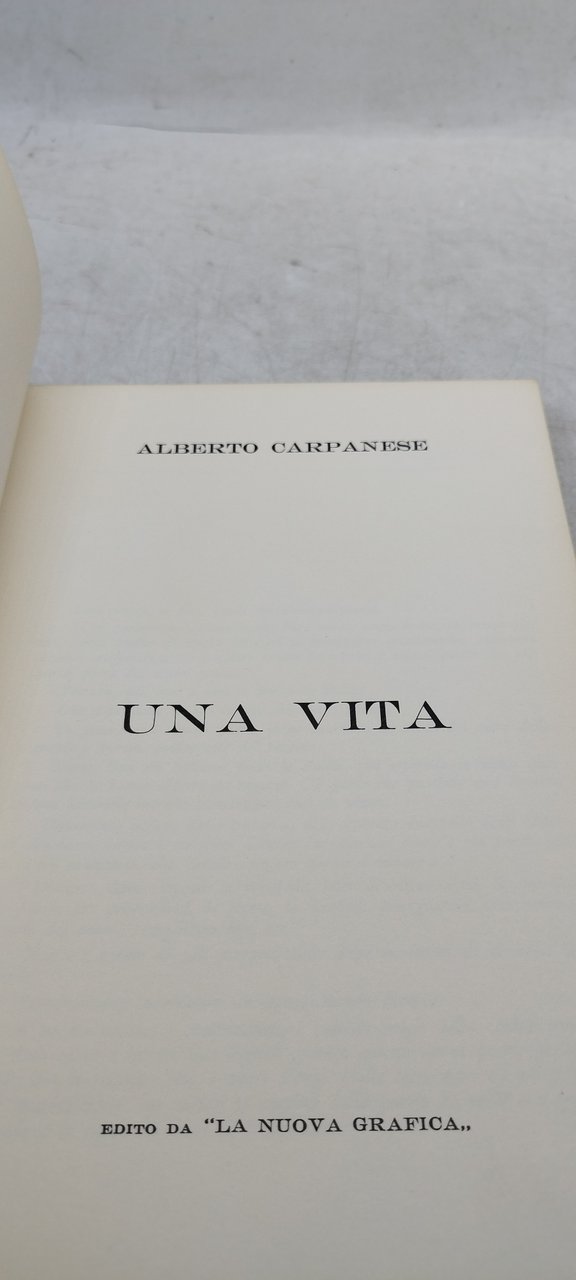 ALBERTO CARPANESE
UNA VITA
EDITO DA “LA NUOVA GRAFICA„